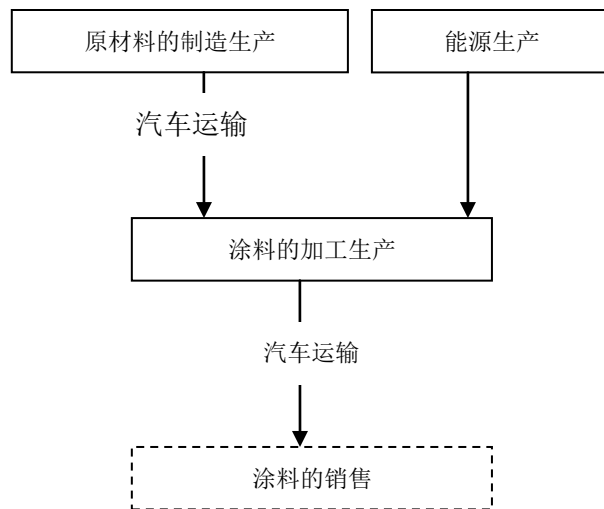 原材料的制造生产
能源生产
汽车运输
涂料的加工生产
汽车运输
涂料的销售